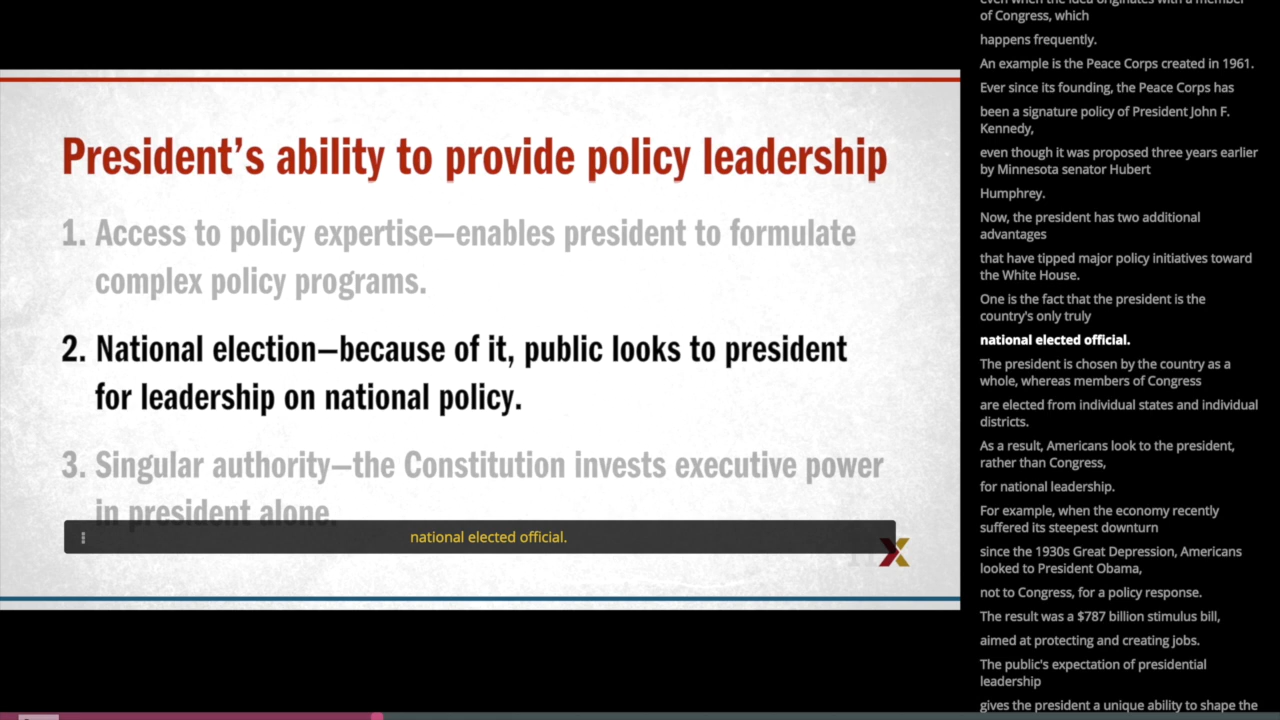 President's ability to provide policy leadership
1. Access to policy expertise—enables president to formulate
complex policy programs.
2. National election—because of it, public looks to president
for leadership on national policy.
3. Singular authority—the Constitution invests executive power
in president alone.
national elected official.
X
even when the idea originates with a member
of Congress, which
happens frequently.
An example is the Peace Corps created in 1961.
Ever since its founding, the Peace Corps has
been a signature policy of President John F.
Kennedy,
even though it was proposed three years earlier
by Minnesota senator Hubert
Humphrey.
Now, the president has two additional
advantages
that have tipped major policy initiatives toward
the White House.
One is the fact that the president is the
country's only truly
national elected official.
The president is chosen by the country as a
whole, whereas members of Congress
are elected from individual states and individual
districts.
As a result, Americans look to the president,
rather than Congress,
for national leadership.
For example, when the economy recently
suffered its steepest downturn
since the 1930s Great Depression, Americans
looked to President Obama,
not to Congress, for a policy response.
The result was a $787 billion stimulus bill,
aimed at protecting and creating jobs.
The public's expectation of presidential
leadership
gives the president a unique ability to shape the